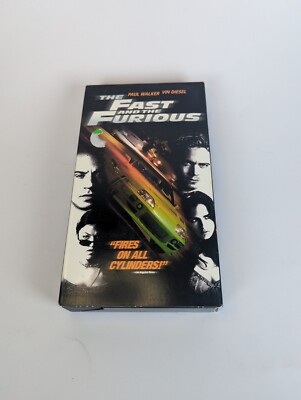 PAUL WALKER VIN DIESEL
THE
FAST
AND THE
FURIOUS
"FIRES
ON ALL
CYLINDERS!"